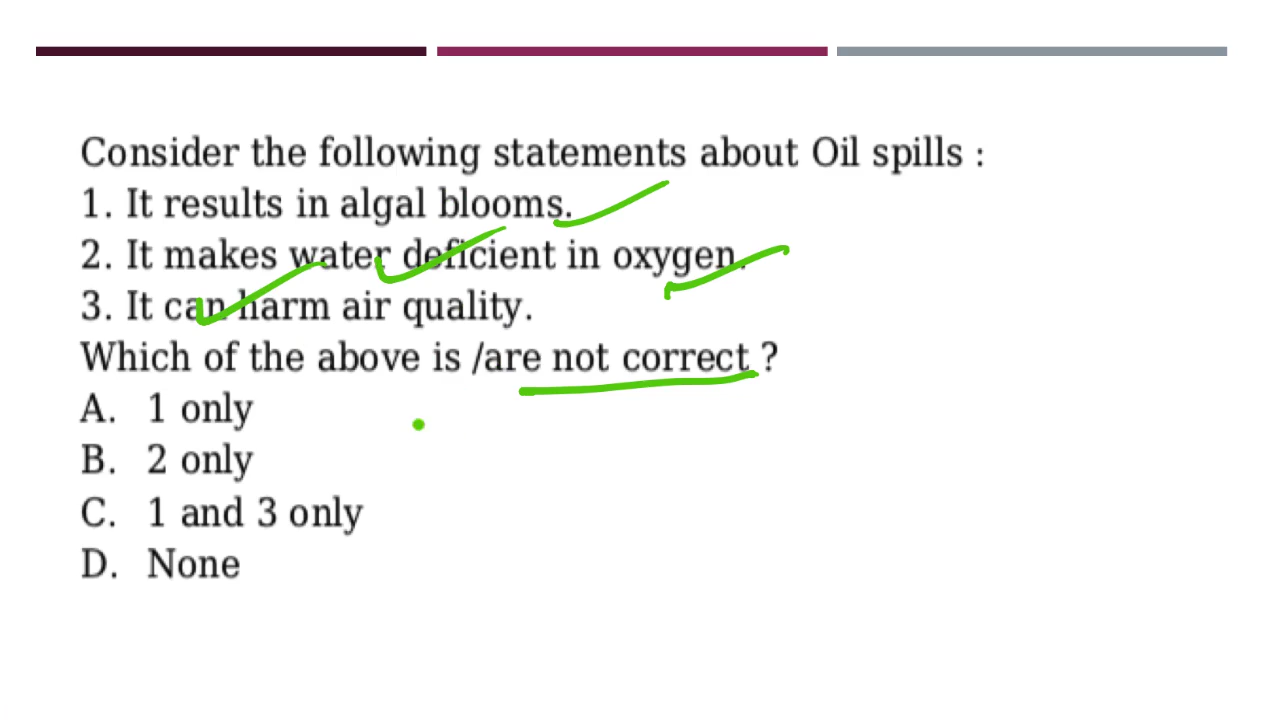 Consider the following statements about Oil spills :
1. It results in algal blooms.
2. It makes water deficient in oxygen.
3. It can harm air quality.
Which of the above is /are not correct ?
A. 1 only
B. 2 only
C. 1 and 3 only
D. None